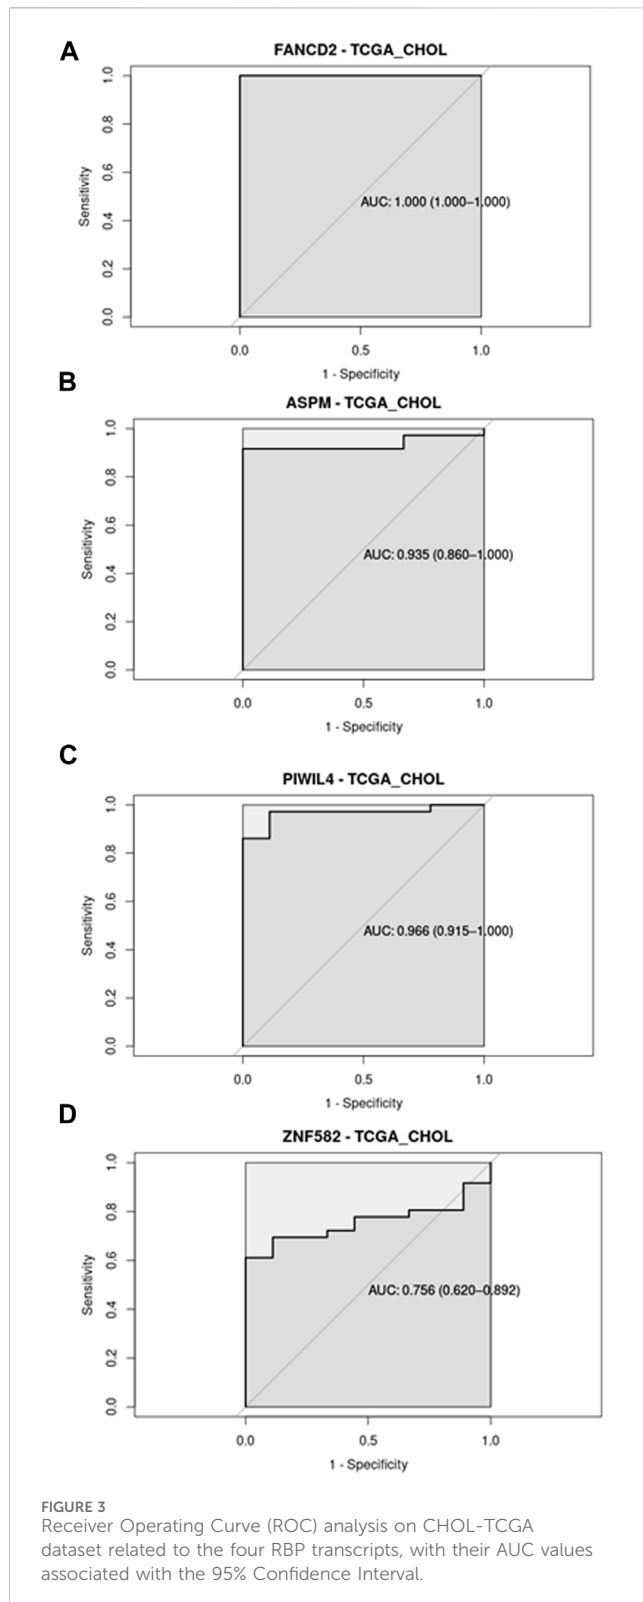 A
FANCD2 - TCGA_CHOL
1.0
0.8
0.6
0.4
0.2
0.0
Sensitivity
AUC: 1.000 (1.000–1.000)
0.0 0.5 1.0
1 - Specificity
B
ASPM - TCGA_CHOL
1.0
0.8
0.6
0.4
0.2
0.0
Sensitivity
AUC: 0.935 (0.860–1.000)
0.0 0.5 1.0
1 - Specificity
C
PIWIL4 - TCGA_CHOL
1.0
0.8
0.6
0.4
0.2
0.0
Sensitivity
AUC: 0.966 (0.915–1.000)
0.0 0.5 1.0
1 - Specificity
D
ZNF582 - TCGA_CHOL
1.0
0.8
0.6
0.4
0.2
0.0
Sensitivity
AUC: 0.756 (0.620–0.892)
0.0 0.5 1.0
1 - Specificity
FIGURE 3
Receiver Operating Curve (ROC) analysis on CHOL-TCGA
dataset related to the four RBP transcripts, with their AUC values
associated with the 95% Confidence Interval.